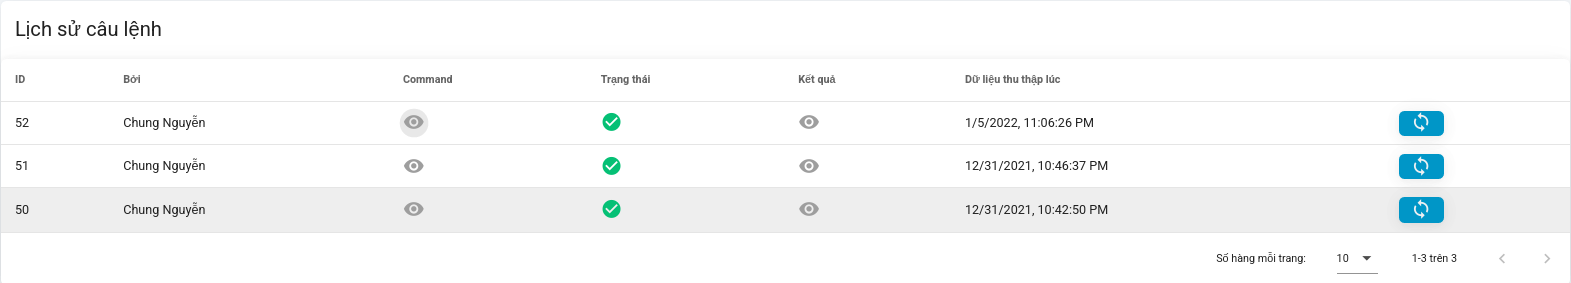 Lịch sử câu lệnh
ID Bởi Command Trạng thái Kết quả Dữ liệu thu thập lúc
52 Chung Nguyễn 1/5/2022, 11:06:26 PM
51 Chung Nguyễn 12/31/2021, 10:46:37 PM
50 Chung Nguyễn 12/31/2021, 10:42:50 PM
Số hàng mỗi trang: 10 1-3 trên 3